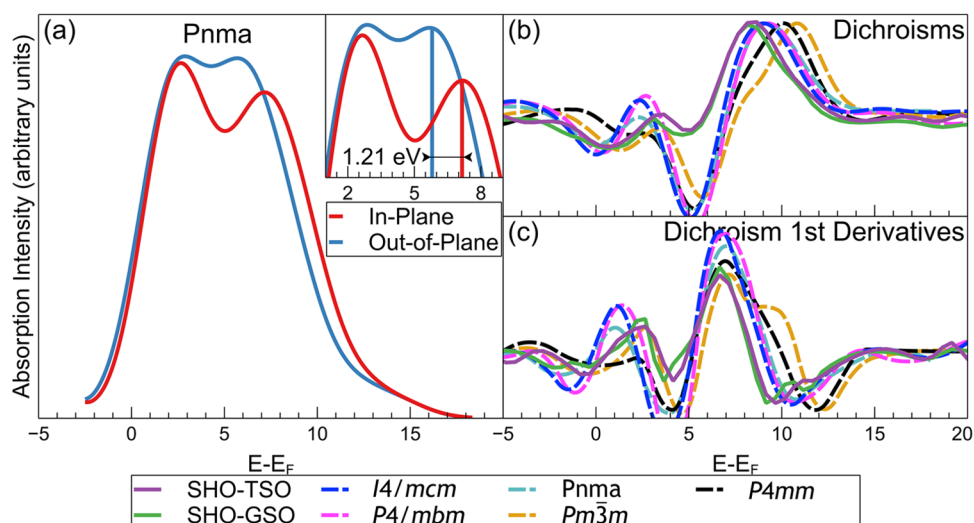 (a)
Pnma
1.21 eV
2 5 8
In-Plane
Out-of-Plane
Absorption Intensity (arbitrary units)
−5 0 5 10 15
E-E_F
(b)
Dichroisms
(c)
Dichroism 1st Derivatives
−5 0 5 10 15 20
E-E_F
SHO-TSO I4/mcm Pnma P4mm
SHO-GSO P4/mbm Pm3̄m